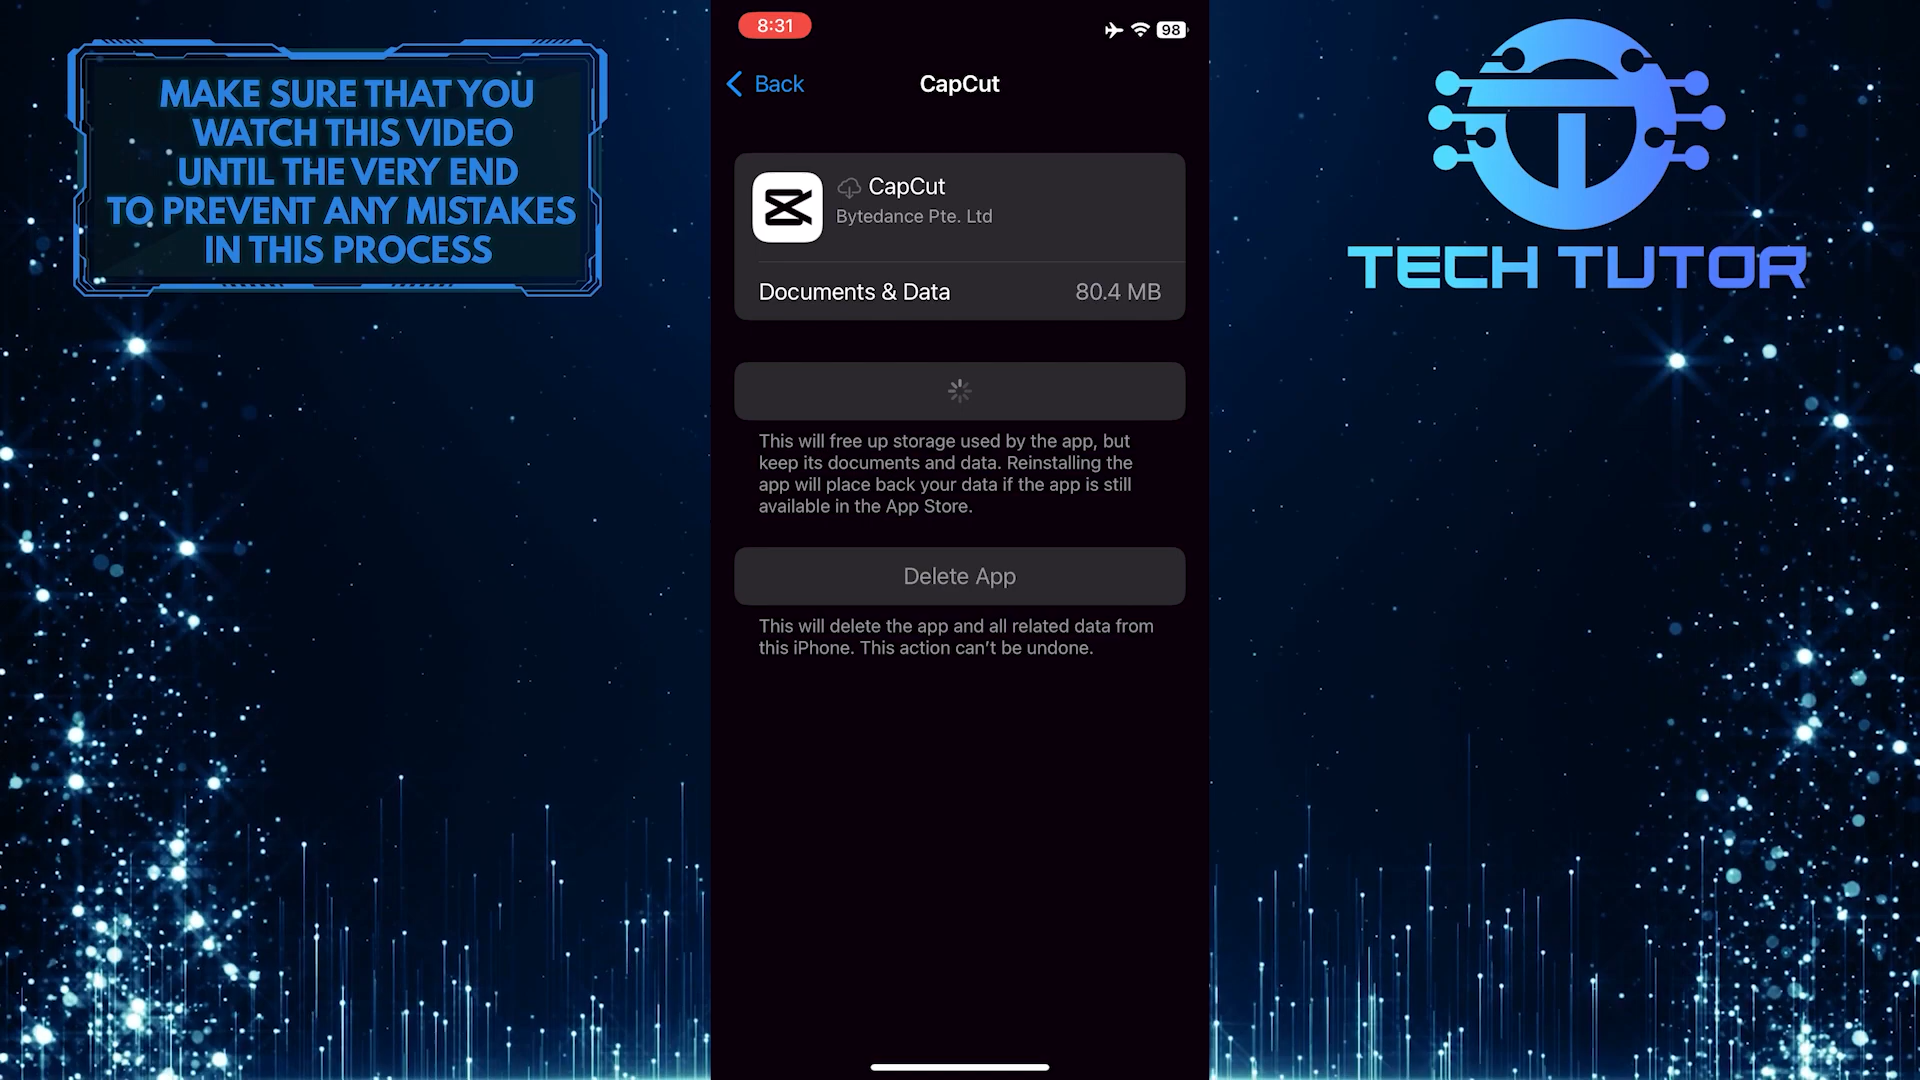 MAKE SURE THAT YOU
WATCH THIS VIDEO
UNTIL THE VERY END
TO PREVENT ANY MISTAKES
IN THIS PROCESS
8:31
98
Back
CapCut
CapCut
Bytedance Pte. Ltd
Documents & Data 80.4 MB
This will free up storage used by the app, but
keep its documents and data. Reinstalling the
app will place back your data if the app is still
available in the App Store.
Delete App
This will delete the app and all related data from
this iPhone. This action can't be undone.
TECH TUTOR